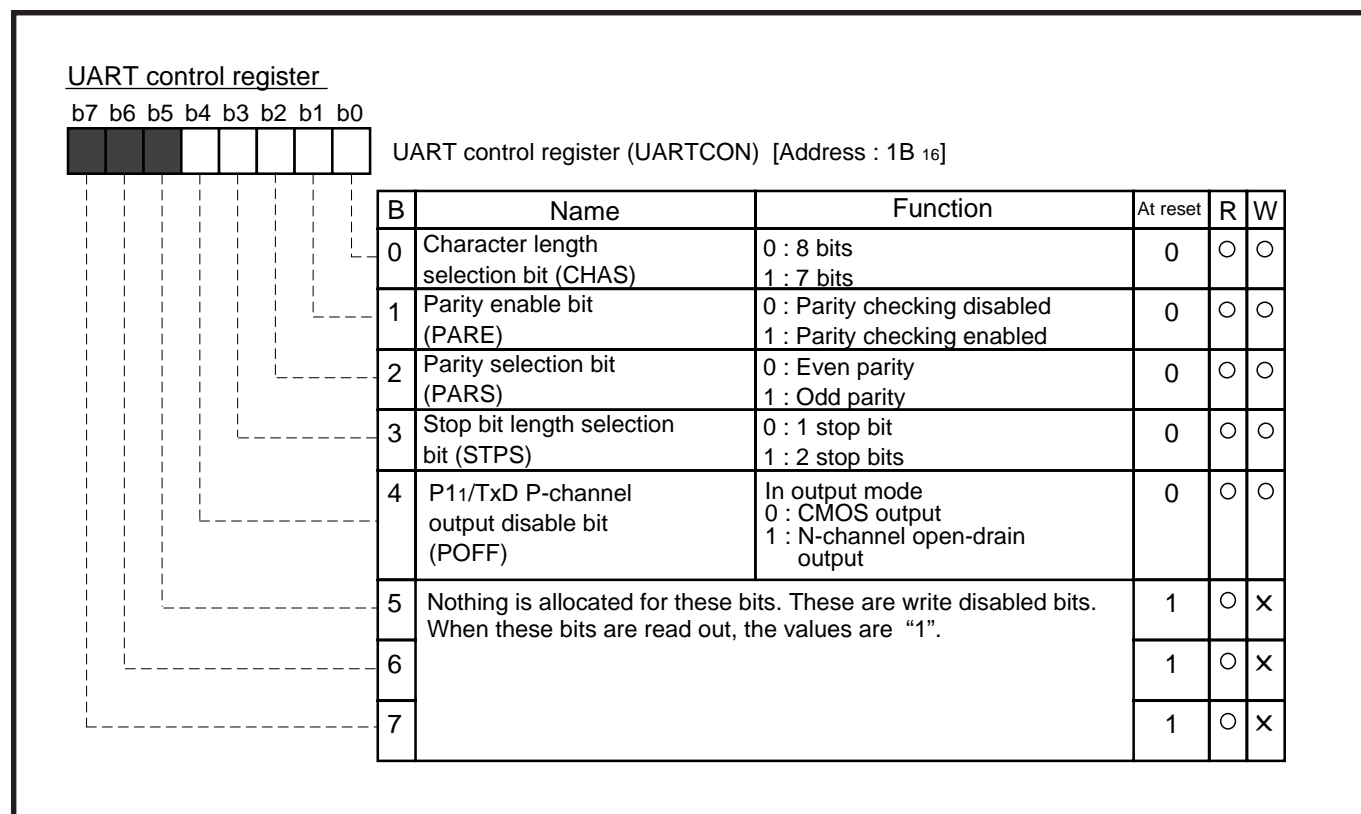 UART control register
b7 b6 b5 b4 b3 b2 b1 b0
UART control register (UARTCON) [Address : 1B 16]
B Name Function At reset R W
0 Character length selection bit (CHAS) 0 : 8 bits 0 ○ ○
1 : 7 bits
1 Parity enable bit (PARE) 0 : Parity checking disabled 0 ○ ○
1 : Parity checking enabled
2 Parity selection bit (PARS) 0 : Even parity 0 ○ ○
1 : Odd parity
3 Stop bit length selection bit (STPS) 0 : 1 stop bit 0 ○ ○
1 : 2 stop bits
4 P11/TxD P-channel output disable bit (POFF) In output mode 0 ○ ○
0 : CMOS output
1 : N-channel open-drain
output
5 Nothing is allocated for these bits. These are write disabled bits. 1 ○ ×
When these bits are read out, the values are “1”.
6 1 ○ ×
7 1 ○ ×